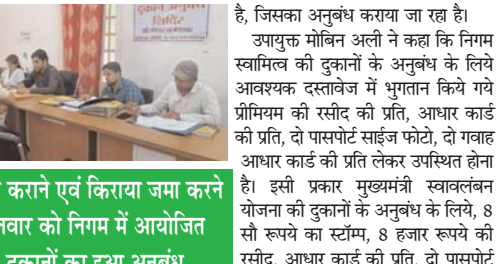 दुकान अनुबंध
शिविर
कराने एवं किराया जमा करने
को निगम में आयोजित
दुकानों का हुआ अनुबंध
है, जिसका अनुबंध कराया जा रहा है।
उपायुक्त मोबिन अली ने कहा कि निगम
स्वामित्व की दुकानों के अनुबंध के लिये
आवश्यक दस्तावेज में भुगतान किये गये
प्रीमियम की रसीद की प्रति, आधार कार्ड
की प्रति, दो पासपोर्ट साईज फोटो, दो गवाह
आधार कार्ड की प्रति लेकर उपस्थित होना
है। इसी प्रकार मुख्यमंत्री स्वावलंबन
योजना की दुकानों के अनुबंध के लिये, 8
सौ रूपये का स्टॉम्प, 8 हजार रूपये की
रसीद, आधार कार्ड की प्रति, दो पासपोर्ट